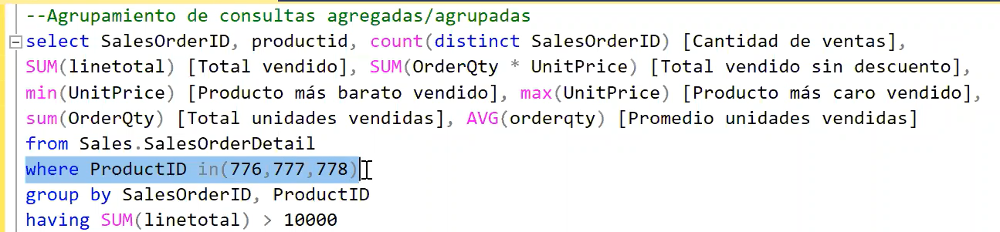 --Agrupamiento de consultas agregadas/agrupadas
select SalesOrderID, productid, count(distinct SalesOrderID) [Cantidad de ventas],
SUM(linetotal) [Total vendido], SUM(OrderQty * UnitPrice) [Total vendido sin descuento],
min(UnitPrice) [Producto más barato vendido], max(UnitPrice) [Producto más caro vendido],
sum(OrderQty) [Total unidades vendidas], AVG(orderqty) [Promedio unidades vendidas]
from Sales.SalesOrderDetail
where ProductID in(776,777,778)
group by SalesOrderID, ProductID
having SUM(linetotal) > 10000